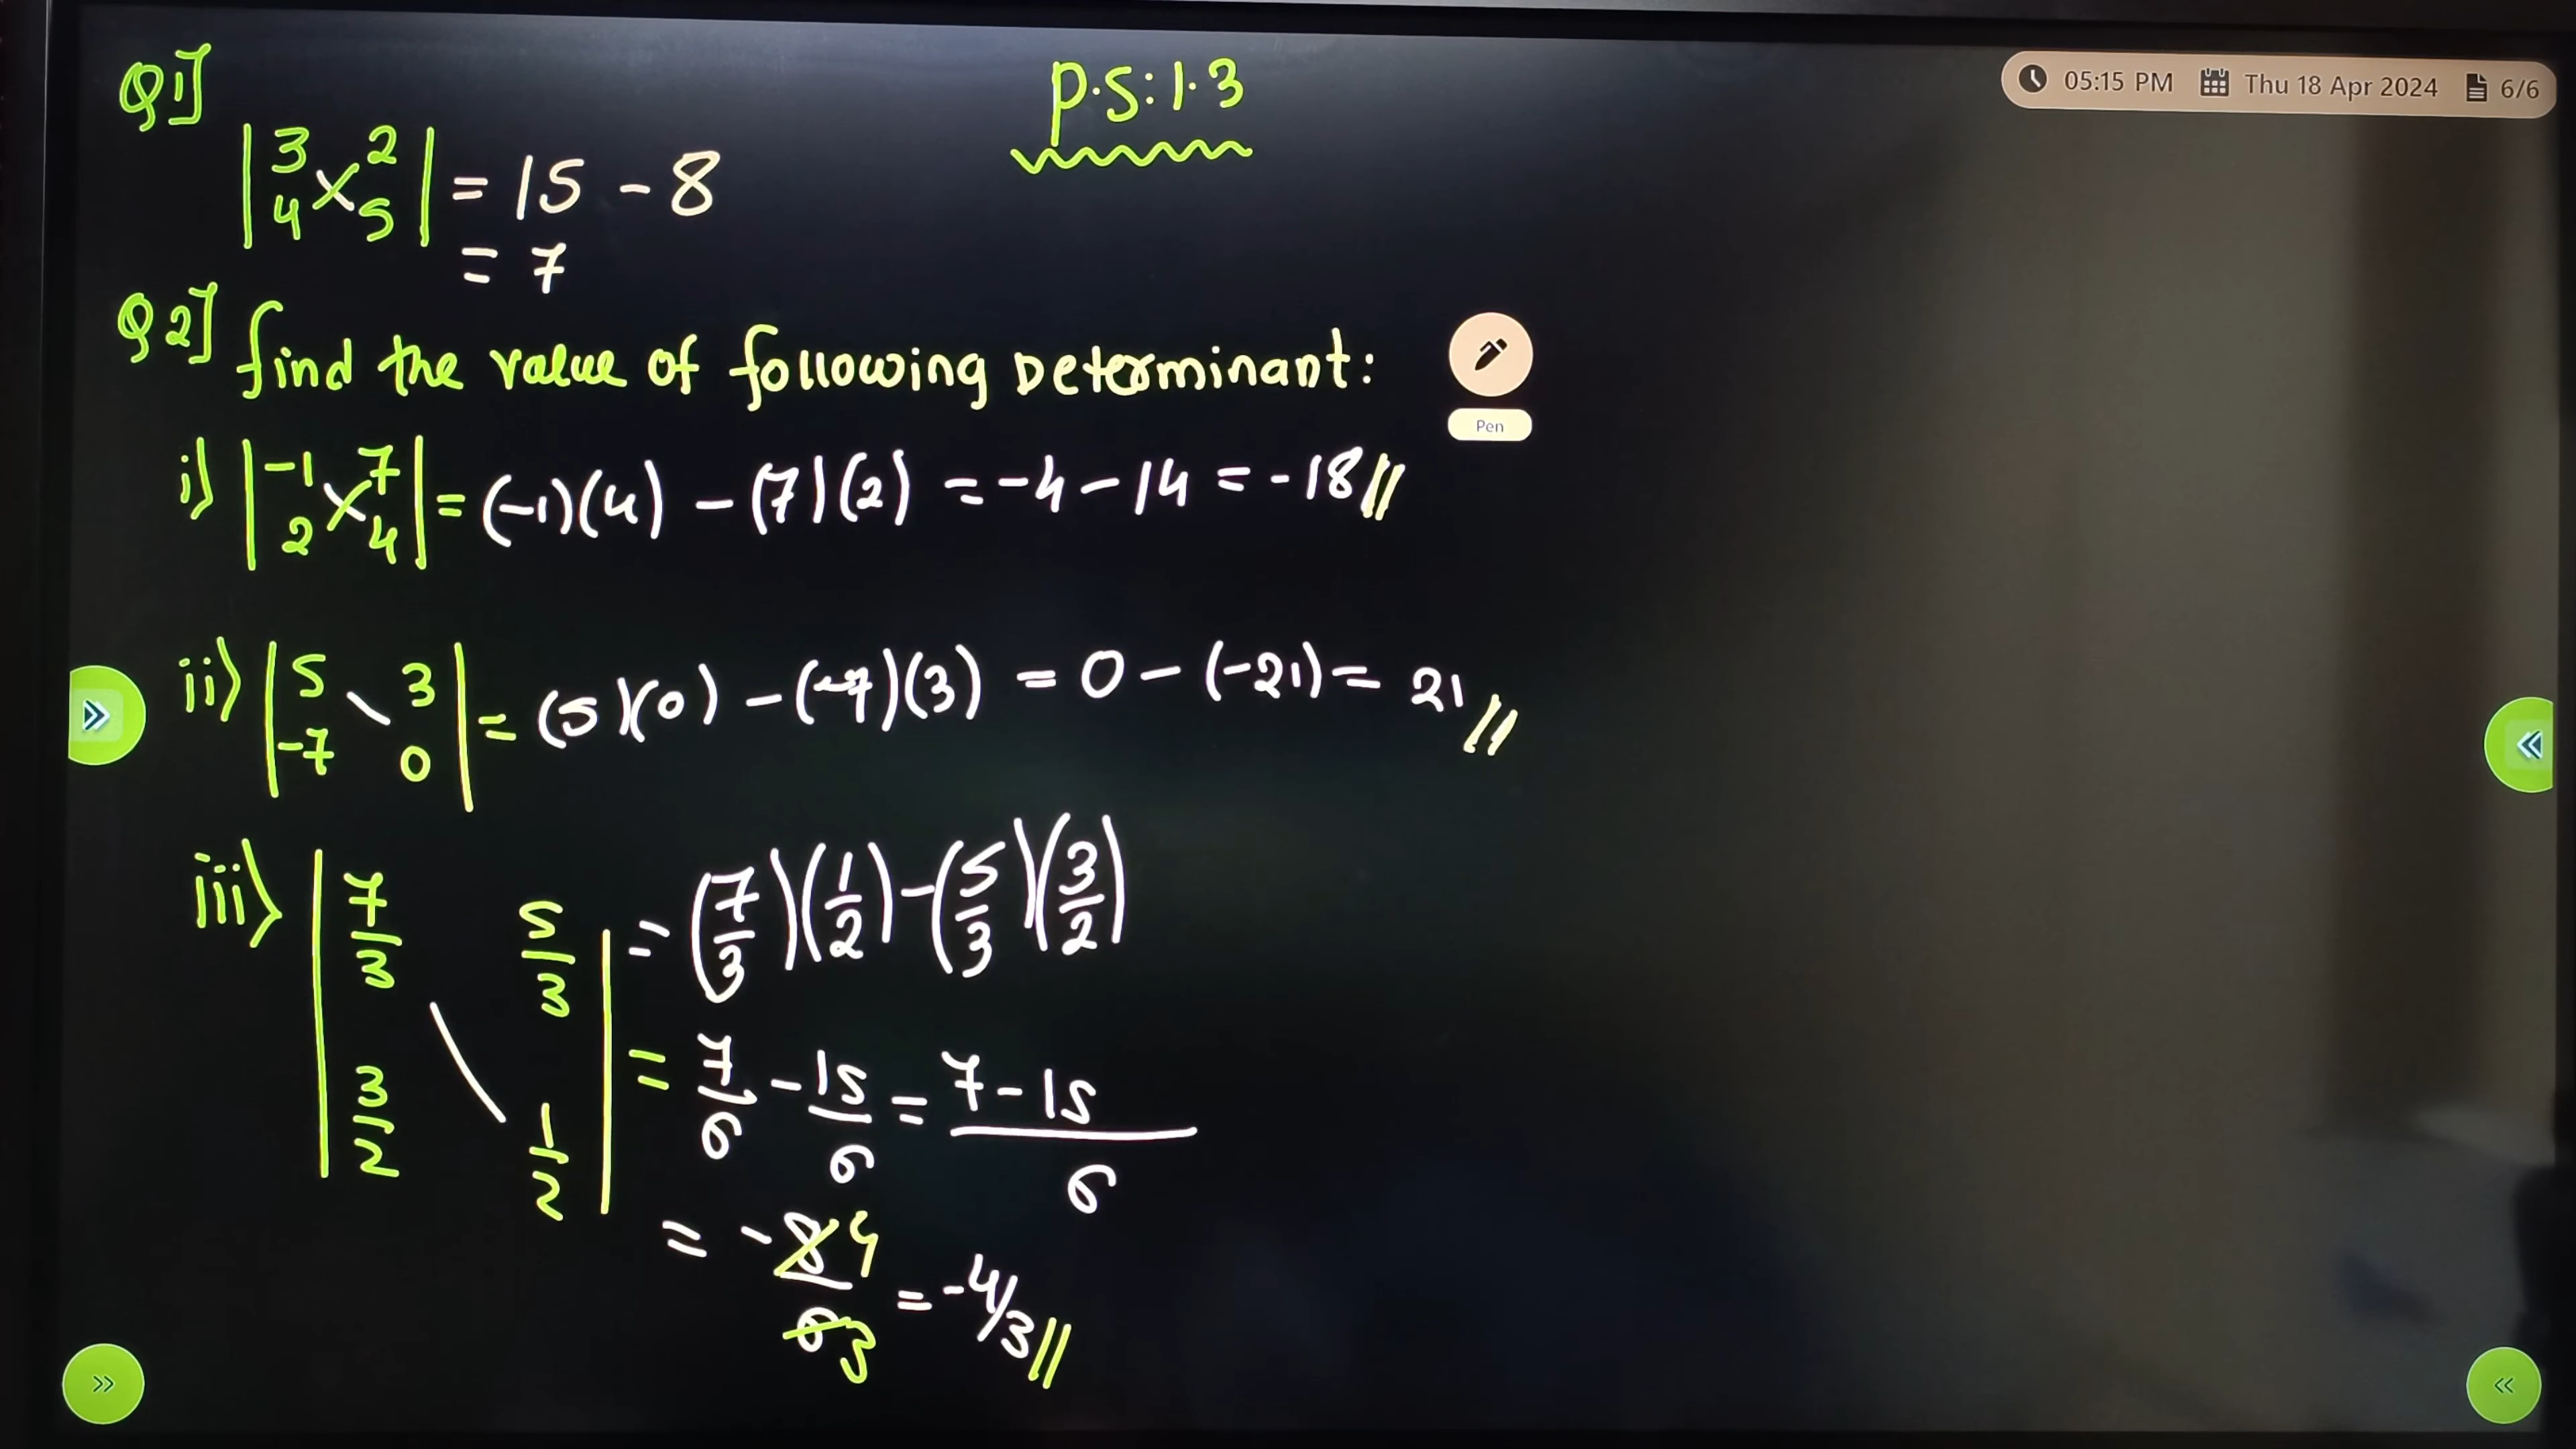 P.S:1.3
05:15 PM Thu 18 Apr 2024 6/6
Q1]
|3 2|
|4 5| = 15 - 8
= 7
Q2] find the value of following Determinant:
Pen
i) |-1 7|
|2 4| = (-1)(4) - (7)(2) = -4 - 14 = -18//
ii) |5 3|
|-7 0| = (5)(0) - (-7)(3) = 0 - (-21) = 21//
iii) |7/3 5/3|
|3/2 1/2| = (7/3)(1/2) - (5/3)(3/2)
= 7/6 - 15/6 = 7-15/6
= -8 4/6 3 = -4/3//